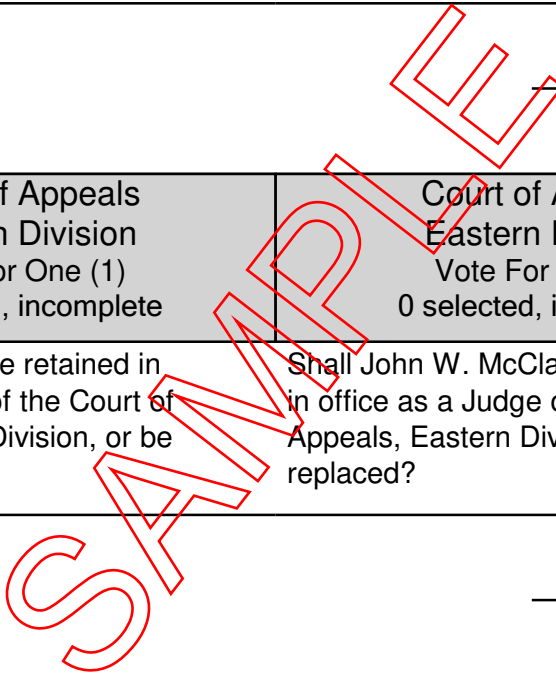 f Appeals
Division
or One (1)
, incomplete
e retained in
of the Court of
Division, or be
Court of
Eastern
Vote For
0 selected, i
Shall John W. McCla
in office as a Judge
Appeals, Eastern Div
replaced?
SAMPLE